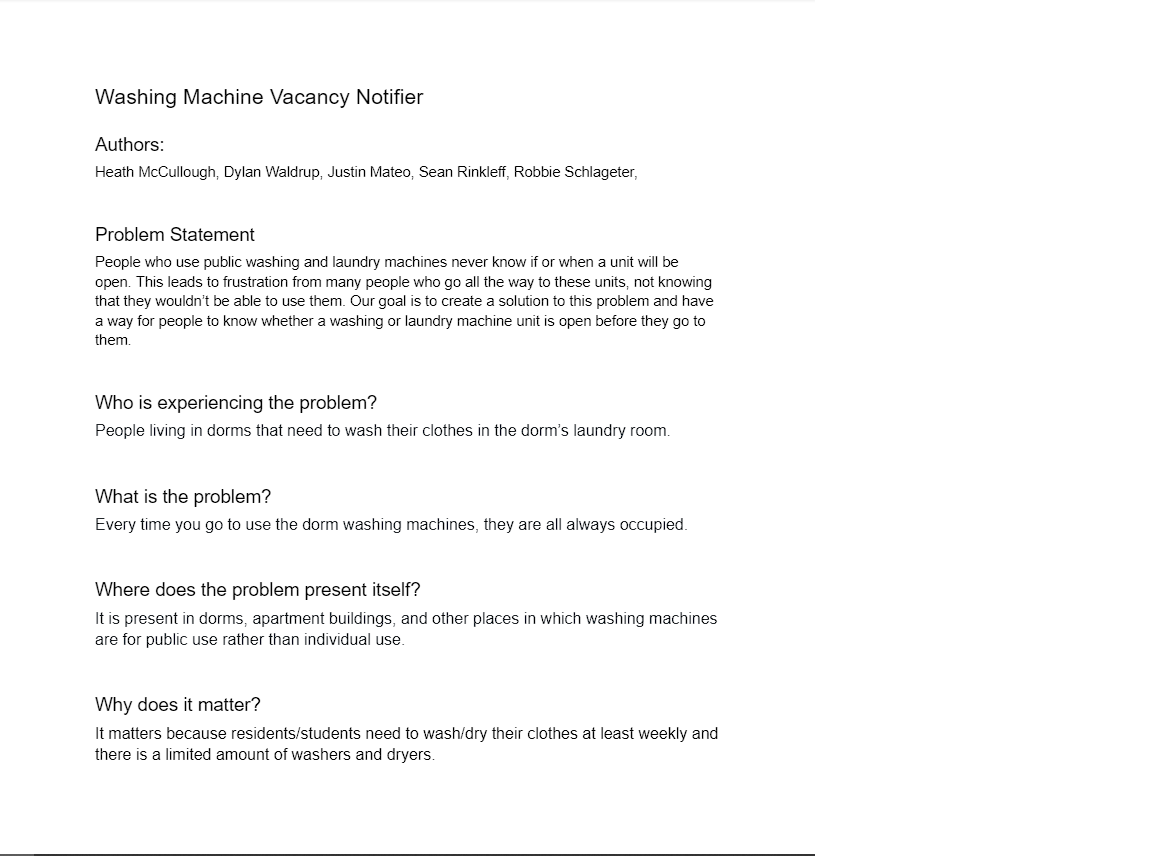 Washing Machine Vacancy Notifier
Authors:
Heath McCullough, Dylan Waldrup, Justin Mateo, Sean Rinkleff, Robbie Schlageter,
Problem Statement
People who use public washing and laundry machines never know if or when a unit will be
open. This leads to frustration from many people who go all the way to these units, not knowing
that they wouldn’t be able to use them. Our goal is to create a solution to this problem and have
a way for people to know whether a washing or laundry machine unit is open before they go to
them.
Who is experiencing the problem?
People living in dorms that need to wash their clothes in the dorm’s laundry room.
What is the problem?
Every time you go to use the dorm washing machines, they are all always occupied.
Where does the problem present itself?
It is present in dorms, apartment buildings, and other places in which washing machines
are for public use rather than individual use.
Why does it matter?
It matters because residents/students need to wash/dry their clothes at least weekly and
there is a limited amount of washers and dryers.